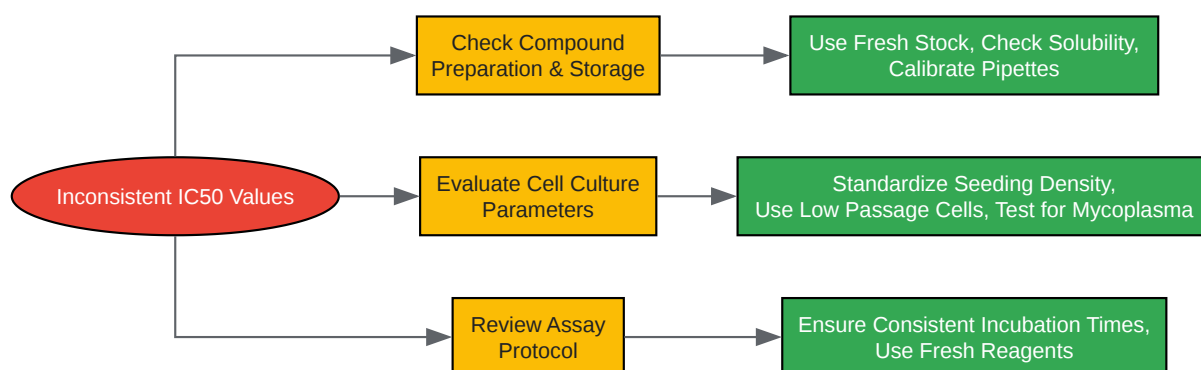 Check Compound
Preparation & Storage
Use Fresh Stock, Check Solubility,
Calibrate Pipettes
Inconsistent IC50 Values
Evaluate Cell Culture
Parameters
Standardize Seeding Density,
Use Low Passage Cells, Test for Mycoplasma
Review Assay
Protocol
Ensure Consistent Incubation Times,
Use Fresh Reagents